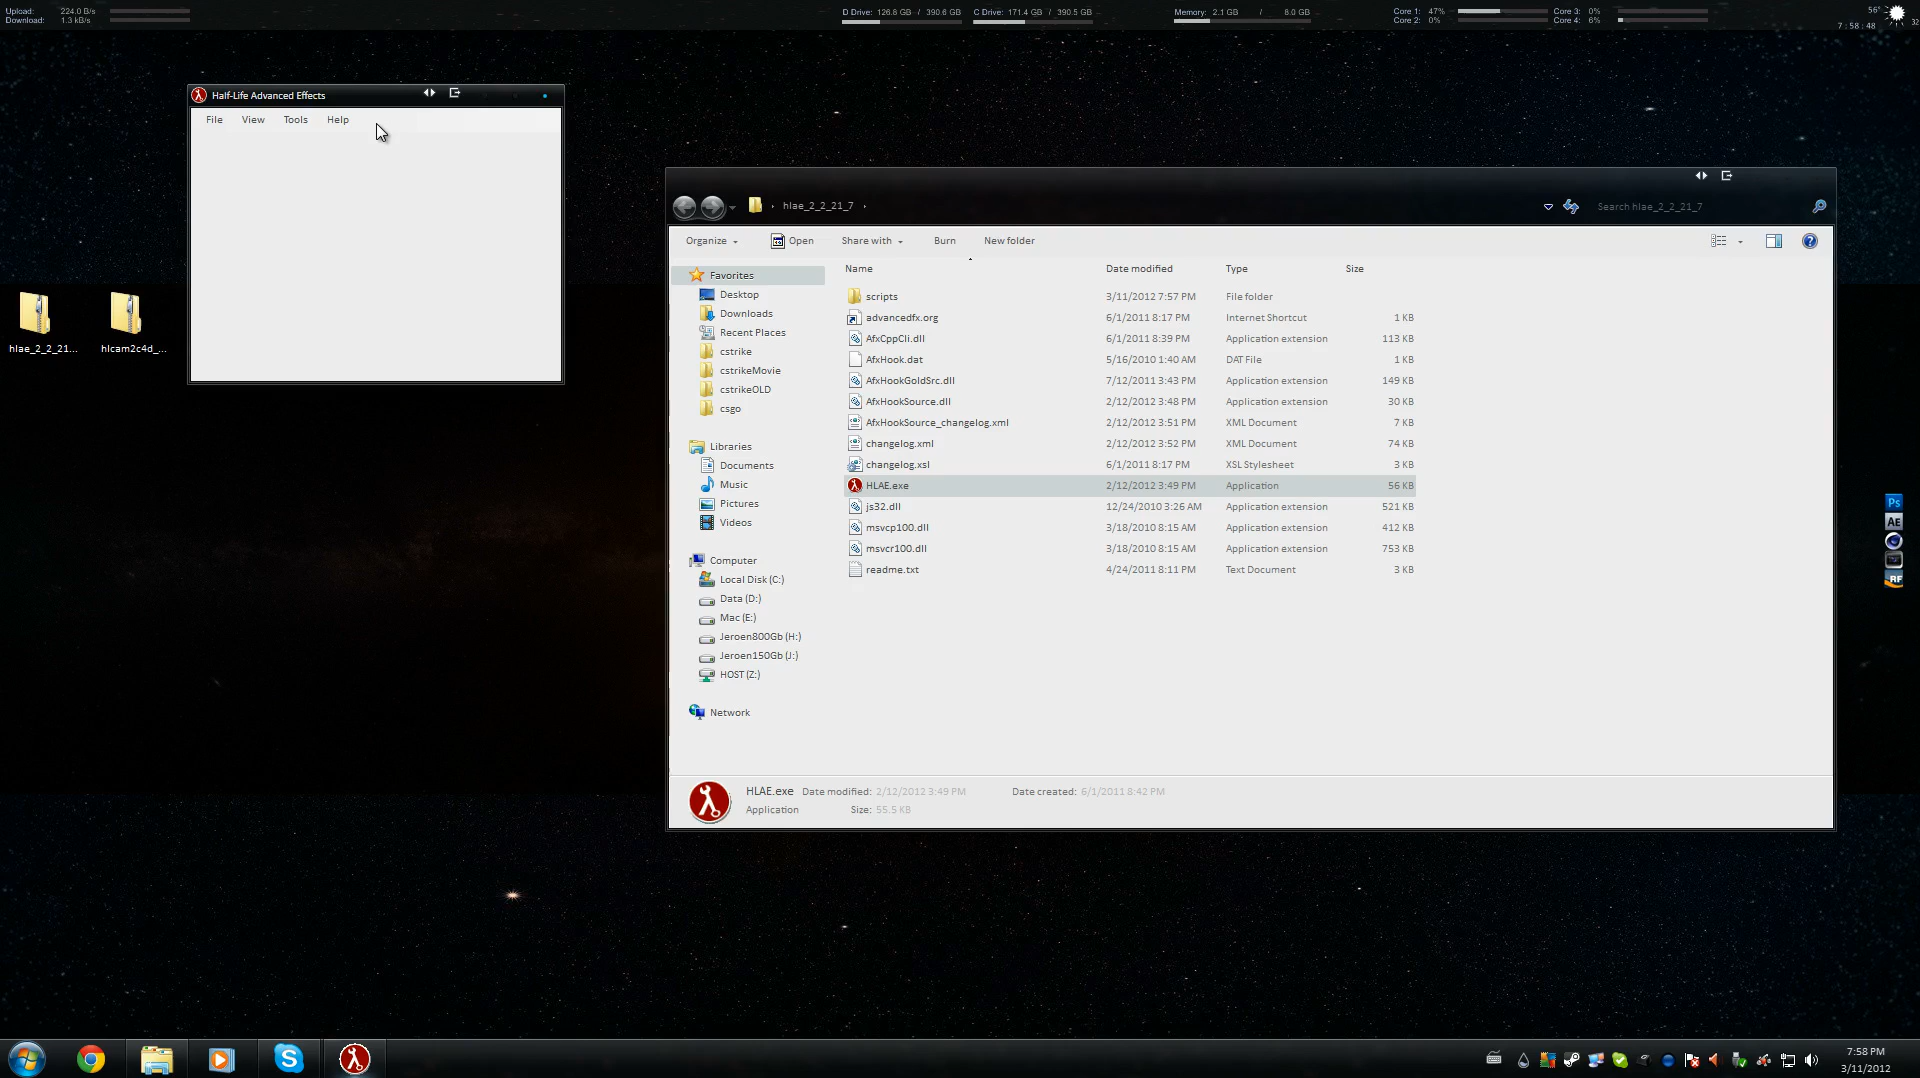 Upload: 224.0 B/s
Download: 1.3 kB/s
D Drive: 126.8 GB / 390.6 GB
C Drive: 171.4 GB / 390.5 GB
Memory: 2.1 GB / 8.0 GB
Core 1: 47%
Core 2: 0%
Core 3: 0%
Core 4: 6%
56°
32
7 : 58 : 48
Half-Life Advanced Effects
File View Tools Help
hlae_2_2_21...
hlcam2c4d_...
hlae_2_2_21_7
Search hlae_2_2_21_7
Organize Open Share with Burn New folder
Favorites
Desktop
Downloads
Recent Places
cstrike
cstrikeMovie
cstrikeOLD
csgo
Libraries
Documents
Music
Pictures
Videos
Computer
Local Disk (C:)
Data (D:)
Mac (E:)
Jeroen800Gb (H:)
Jeroen150Gb (J:)
HOST (Z:)
Network
Name Date modified Type Size
scripts 3/11/2012 7:57 PM File folder
advancedfx.org 6/1/2011 8:17 PM Internet Shortcut 1 KB
AfxCppCli.dll 6/1/2011 8:39 PM Application extension 113 KB
AfxHook.dat 5/16/2010 1:40 AM DAT File 1 KB
AfxHookGoldSrc.dll 7/12/2011 3:43 PM Application extension 149 KB
AfxHookSource.dll 2/12/2012 3:48 PM Application extension 30 KB
AfxHookSource_changelog.xml 2/12/2012 3:51 PM XML Document 7 KB
changelog.xml 2/12/2012 3:52 PM XML Document 74 KB
changelog.xsl 6/1/2011 8:17 PM XSL Stylesheet 3 KB
HLAE.exe 2/12/2012 3:49 PM Application 56 KB
js32.dll 12/24/2010 3:26 AM Application extension 521 KB
msvcp100.dll 3/18/2010 8:15 AM Application extension 412 KB
msvcr100.dll 3/18/2010 8:15 AM Application extension 753 KB
readme.txt 4/24/2011 8:11 PM Text Document 3 KB
HLAE.exe Date modified: 2/12/2012 3:49 PM Date created: 6/1/2011 8:42 PM
Application Size: 55.5 KB
Ps
AE
RF
7:58 PM
3/11/2012